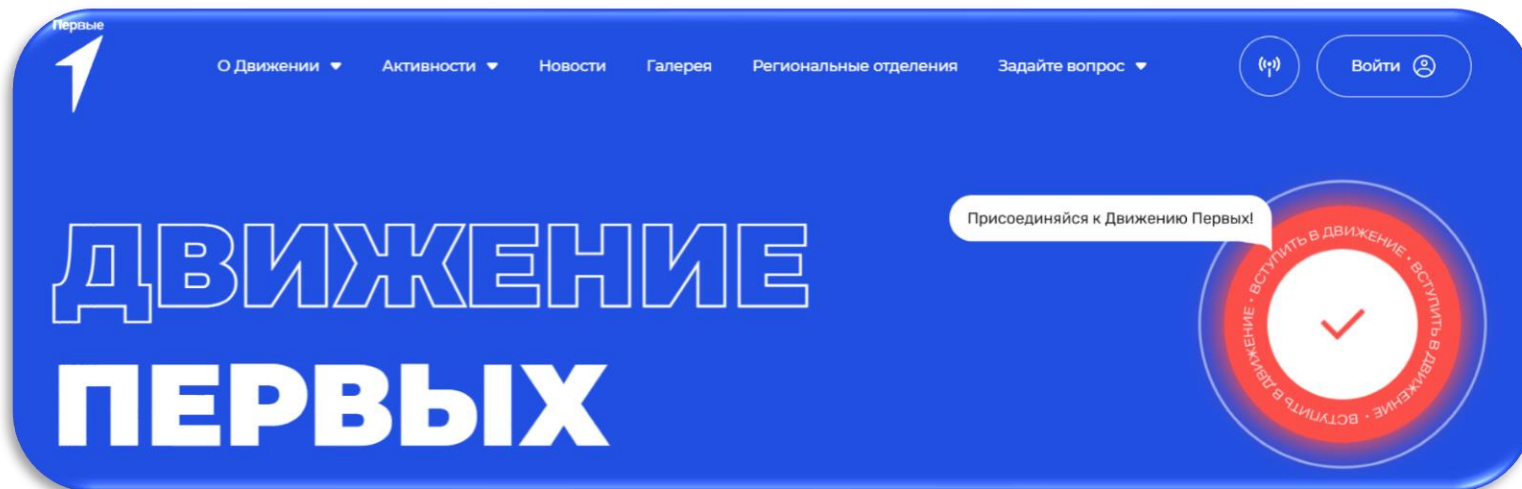 Первые
О Движении Активности Новости Галерея Региональные отделения Задайте вопрос Войти
Присоединяйся к Движению Первых!
ДВИЖЕНИЕ
ПЕРВЫХ
ВСТУПИТЬ В ДВИЖЕНИЕ · ВСТУПИТЬ В ДВИЖЕНИЕ · ВСТУПИТЬ В ДВИЖЕНИЕ ·